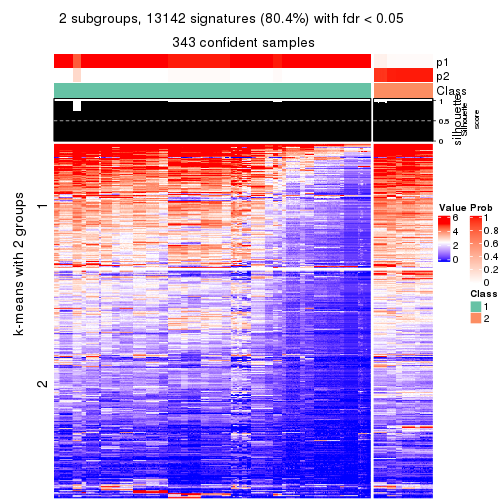 2 subgroups, 13142 signatures (80.4%) with fdr < 0.05
343 confident samples
p1
p2
Class
1
0.5
0
silhouette
Silhouette
score
k-means with 2 groups
1
2
Value
6
4
2
0
Prob
1
0.8
0.6
0.4
0.2
0
Class
1
2